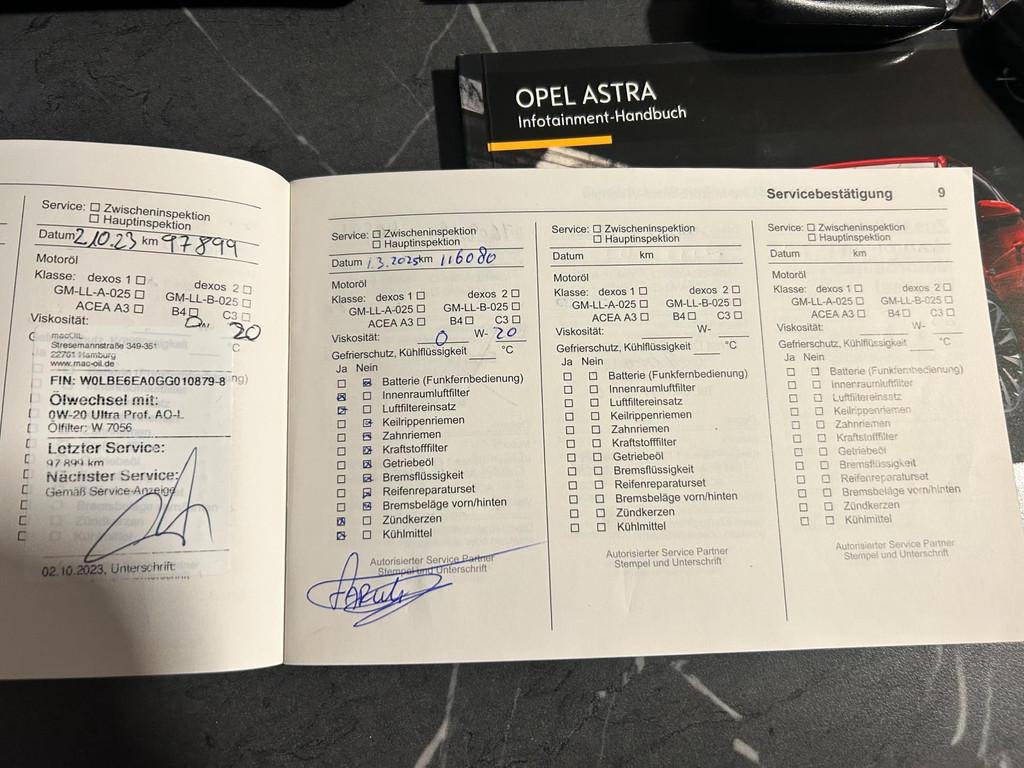 OPEL ASTRA
Infotainment-Handbuch
Servicebestätigung 9
Service: Zwischeninspektion
Hauptinspektion
Datum 2.10.23 km 97899
Motoröl
Klasse: dexos 1 dexos 2
GM-LL-A-025 GM-LL-B-025
ACEA A3 B4 C3
Viskosität: 20
°C
macOIL
Stresemannstraße 349-351
22761 Hamburg
www.mac-oil.de
FIN: W0LBE6EA0GG010879-8
Ölwechsel mit:
0W-20 Ultra Prof. AO-L
Ölfilter: W 7056
Letzter Service:
97 899 km
Nächster Service:
Gemäß Service-Anzeige
02.10.2023, Unterschrift:
Service: Zwischeninspektion
Hauptinspektion
Datum 1.3.2025 km 116080
Motoröl
Klasse: dexos 1 dexos 2
GM-LL-A-025 GM-LL-B-025
ACEA A3 B4 C3
Viskosität: 0 W- 20
Gefrierschutz, Kühlflüssigkeit °C
Ja Nein
Batterie (Funkfernbedienung)
Innenraumluftfilter
Luftfiltereinsatz
Keilrippenriemen
Zahnriemen
Kraftstofffilter
Getriebeöl
Bremsflüssigkeit
Reifenreparaturset
Bremsbeläge vorn/hinten
Zündkerzen
Kühlmittel
Autorisierter Service Partner
Stempel und Unterschrift
Service: Zwischeninspektion
Hauptinspektion
Datum km
Motoröl
Klasse: dexos 1 dexos 2
GM-LL-A-025 GM-LL-B-025
ACEA A3 B4 C3
Viskosität: W-
Gefrierschutz, Kühlflüssigkeit °C
Ja Nein
Batterie (Funkfernbedienung)
Innenraumluftfilter
Luftfiltereinsatz
Keilrippenriemen
Zahnriemen
Kraftstofffilter
Getriebeöl
Bremsflüssigkeit
Reifenreparaturset
Bremsbeläge vorn/hinten
Zündkerzen
Kühlmittel
Autorisierter Service Partner
Stempel und Unterschrift
Service: Zwischeninspektion
Hauptinspektion
Datum km
Motoröl
Klasse: dexos 1 dexos 2
GM-LL-A-025 GM-LL-B-025
ACEA A3 B4 C3
Viskosität: W-
Gefrierschutz, Kühlflüssigkeit °C
Ja Nein
Batterie (Funkfernbedienung)
Innenraumluftfilter
Luftfiltereinsatz
Keilrippenriemen
Zahnriemen
Kraftstofffilter
Getriebeöl
Bremsflüssigkeit
Reifenreparaturset
Bremsbeläge vorn/hinten
Zündkerzen
Kühlmittel
Autorisierter Service Partner
Stempel und Unterschrift